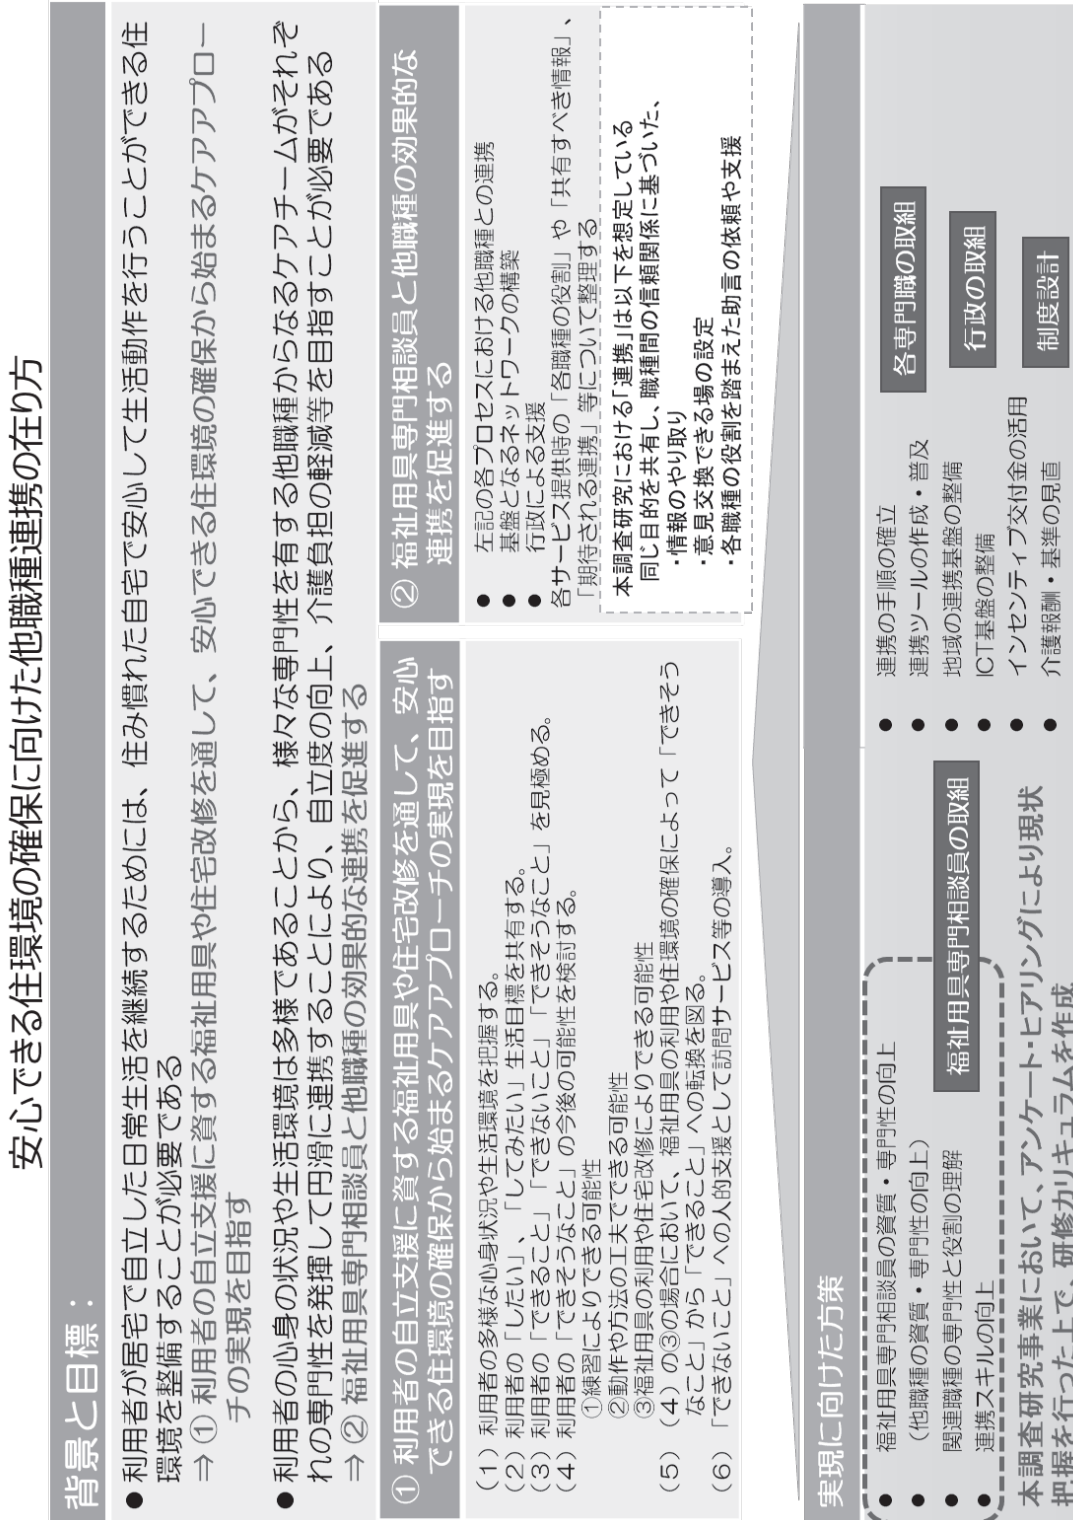 安心できる住環境の確保に向けた他職種連携の在り方
背景と目標：
● 利用者が居宅で自立した日常生活を継続するためには、住み慣れた自宅で安心して生活動作を行うことができる住
環境を整備することが必要である
⇒ ① 利用者の自立支援に資する福祉用具や住宅改修を通して、安心できる住環境の確保から始まるケアアプロー
チの実現を目指す
● 利用者の心身の状況や生活環境は多様であることから、様々な専門性を有する他職種からなるケアチームがそれぞ
れの専門性を発揮して円滑に連携することにより、自立度の向上、介護負担の軽減等を目指すことが必要である
⇒ ② 福祉用具専門相談員と他職種の効果的な連携を促進する
① 利用者の自立支援に資する福祉用具や住宅改修を通して、安心
できる住環境の確保から始まるケアアプローチの実現を目指す
（１）利用者の多様な心身状況や生活環境を把握する。
（２）利用者の「したい」、「してみたい」生活目標を共有する。
（３）利用者の「できること」「できないこと」「できそうなこと」を見極める。
（４）利用者の「できそうなこと」の今後の可能性を検討する。
①練習によりできる可能性
②動作や方法の工夫でできる可能性
③福祉用具の利用や住宅改修によりできる可能性
（５）（４）の③の場合において、福祉用具の利用や住環境の確保によって「できそう
なこと」から「できること」への転換を図る。
（６）「できないこと」への人的支援として訪問サービス等の導入。
② 福祉用具専門相談員と他職種の効果的な
連携を促進する
● 左記の各プロセスにおける他職種との連携
● 基盤となるネットワークの構築
● 行政による支援
各サービス提供時の「各職種の役割」や「共有すべき情報」、
「期待される連携」等について整理する
本調査研究における「連携」は以下を想定している
同じ目的を共有し、職種間の信頼関係に基づいた、
・情報のやり取り
・意見交換できる場の設定
・各職種の役割を踏まえた助言の依頼や支援
実現に向けた方策
● 福祉用具専門相談員の資質・専門性の向上
● （他職種の資質・専門性の向上）
● 関連職種の専門性と役割の理解
● 連携スキルの向上
福祉用具専門相談員の取組
本調査研究事業において、アンケート・ヒアリングにより現状
把握を行った上で、研修カリキュラムを作成
● 連携の手順の確立
● 連携ツールの作成・普及
● 地域の連携基盤の整備
● ICT基盤の整備
● インセンティブ交付金の活用
● 介護報酬・基準の見直
各専門職の取組
行政の取組
制度設計